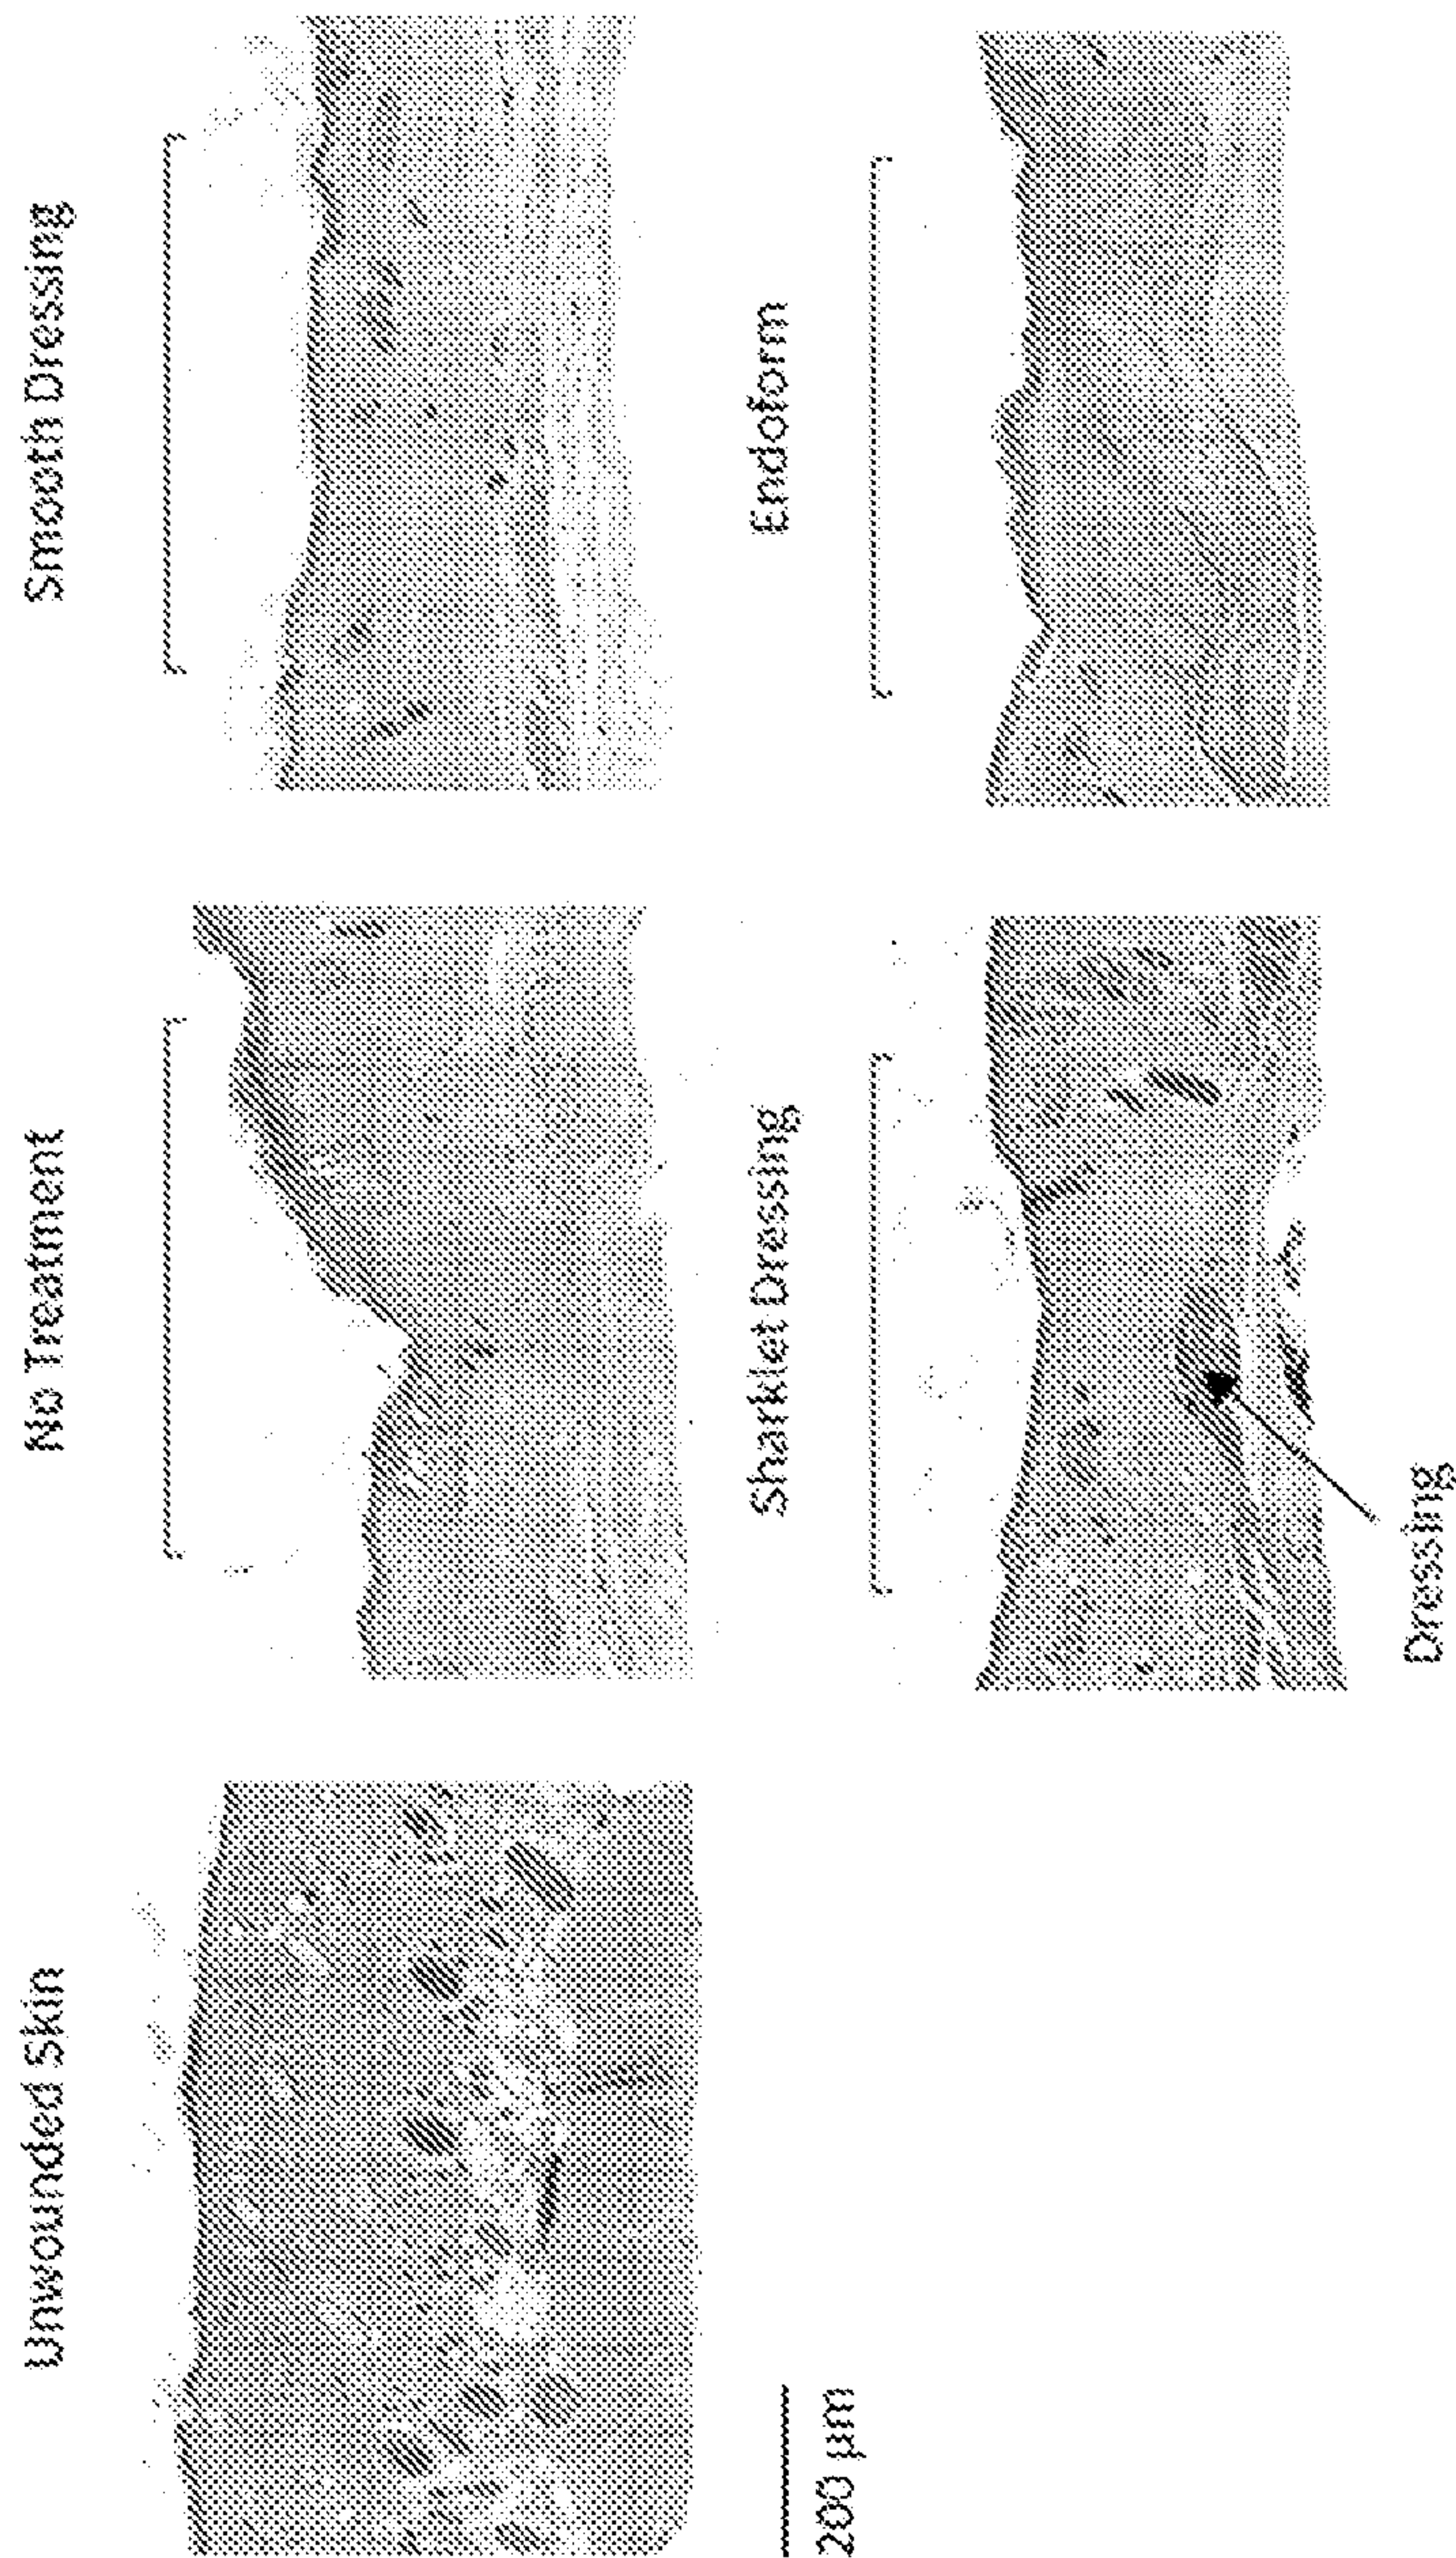 Unwounded Skin
No Treatment
Smooth Dressing
Sharklet Dressing
Endoform
Dressing
200 µm